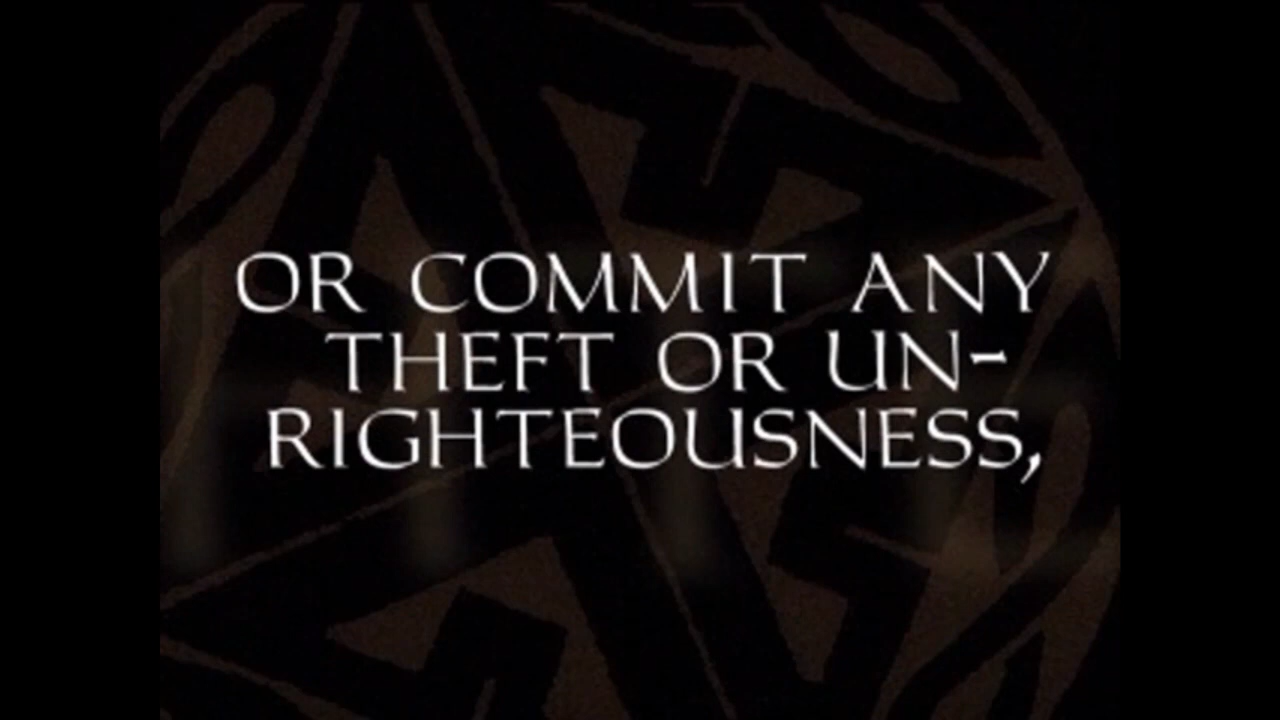 OR COMMIT ANY
THEFT OR UN-
RIGHTEOUSNESS,